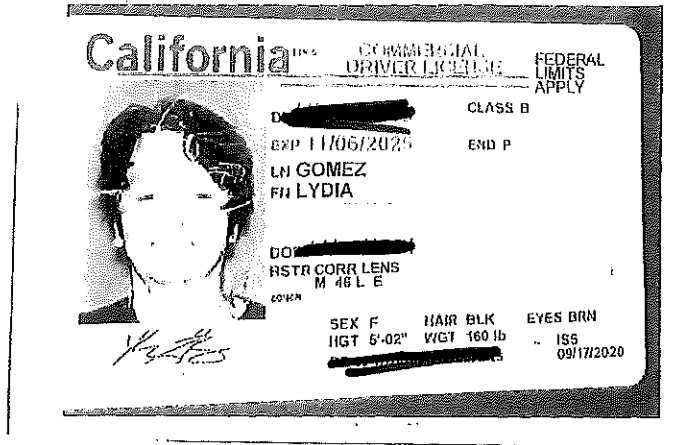 California USA COMMERCIAL
DRIVER LICENSE
FEDERAL
LIMITS
APPLY
CLASS B
EXP 11/06/2025
END P
LN GOMEZ
FN LYDIA
RSTR CORR LENS
M 46 L E
SEX F HAIR BLK EYES BRN
HGT 5'-02" WGT 160 lb ISS
09/17/2020